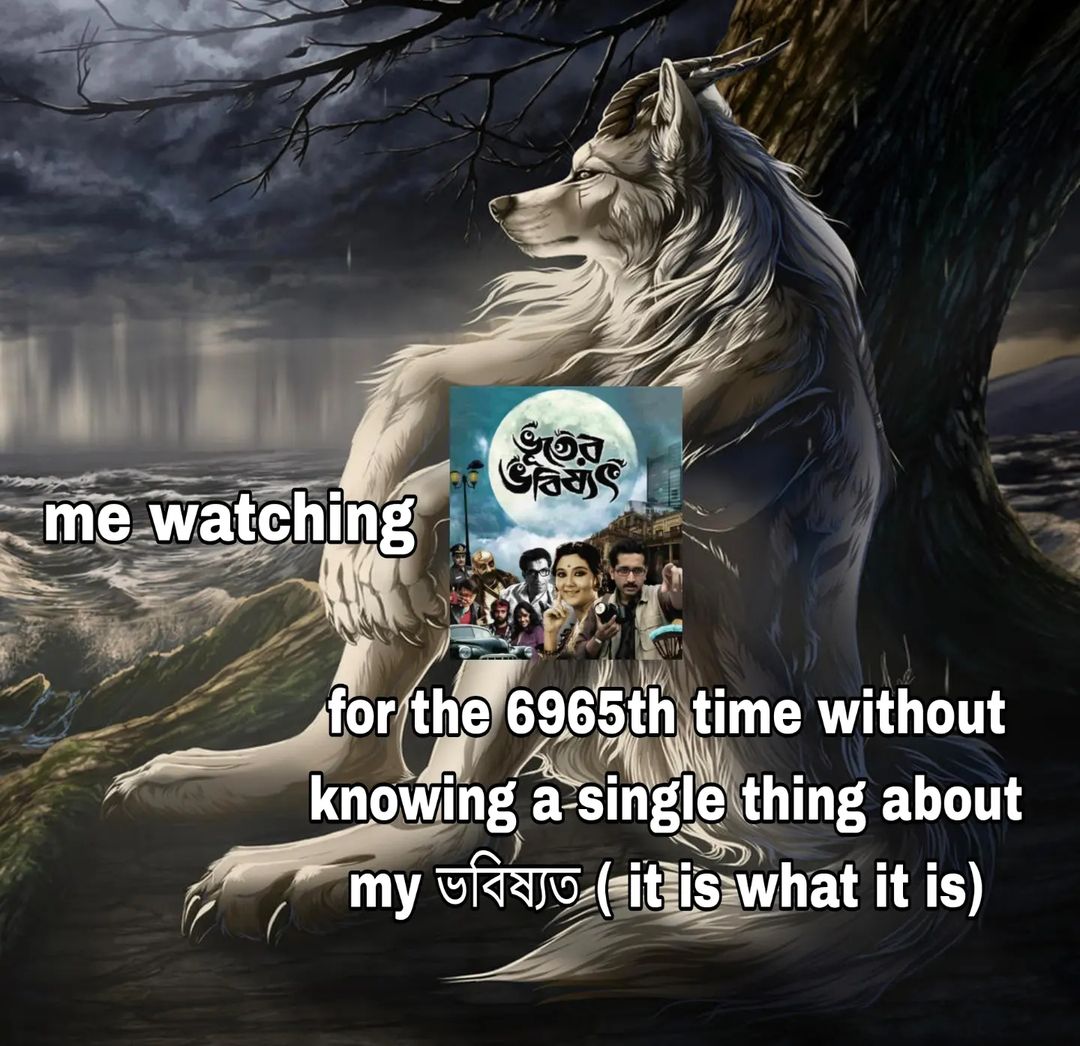 me watching
ভূতের
ভবিষ্যৎ
for the 6965th time without
knowing a single thing about
my ভবিষ্যত ( it is what it is)